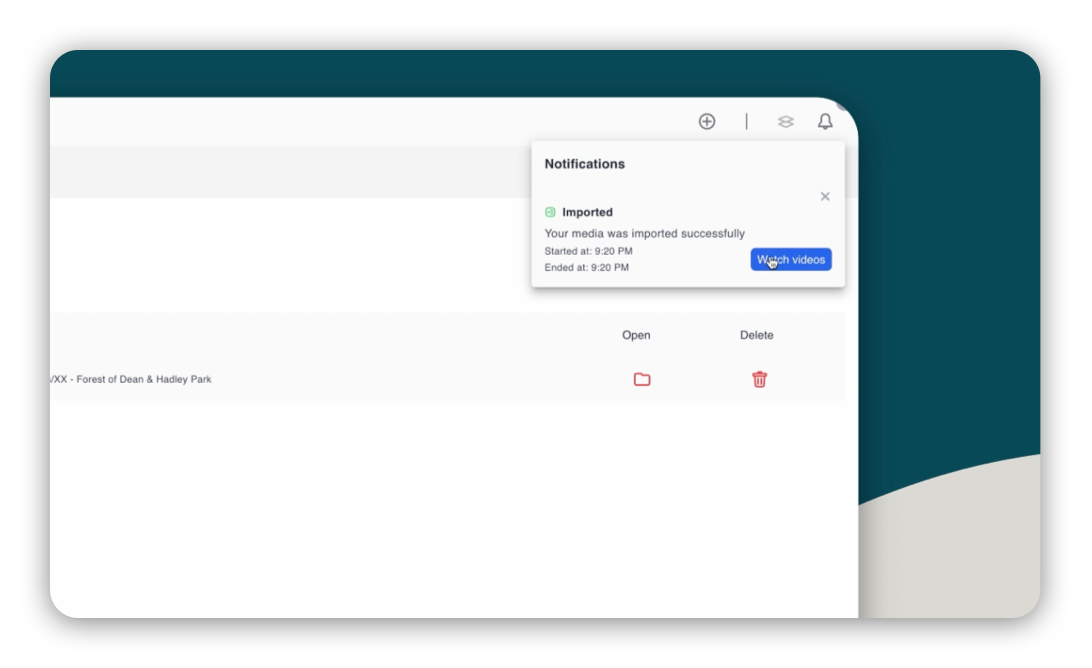 Notifications
Imported
Your media was imported successfully
Started at: 9:20 PM
Ended at: 9:20 PM
Watch videos
Open Delete
/XX - Forest of Dean & Hadley Park